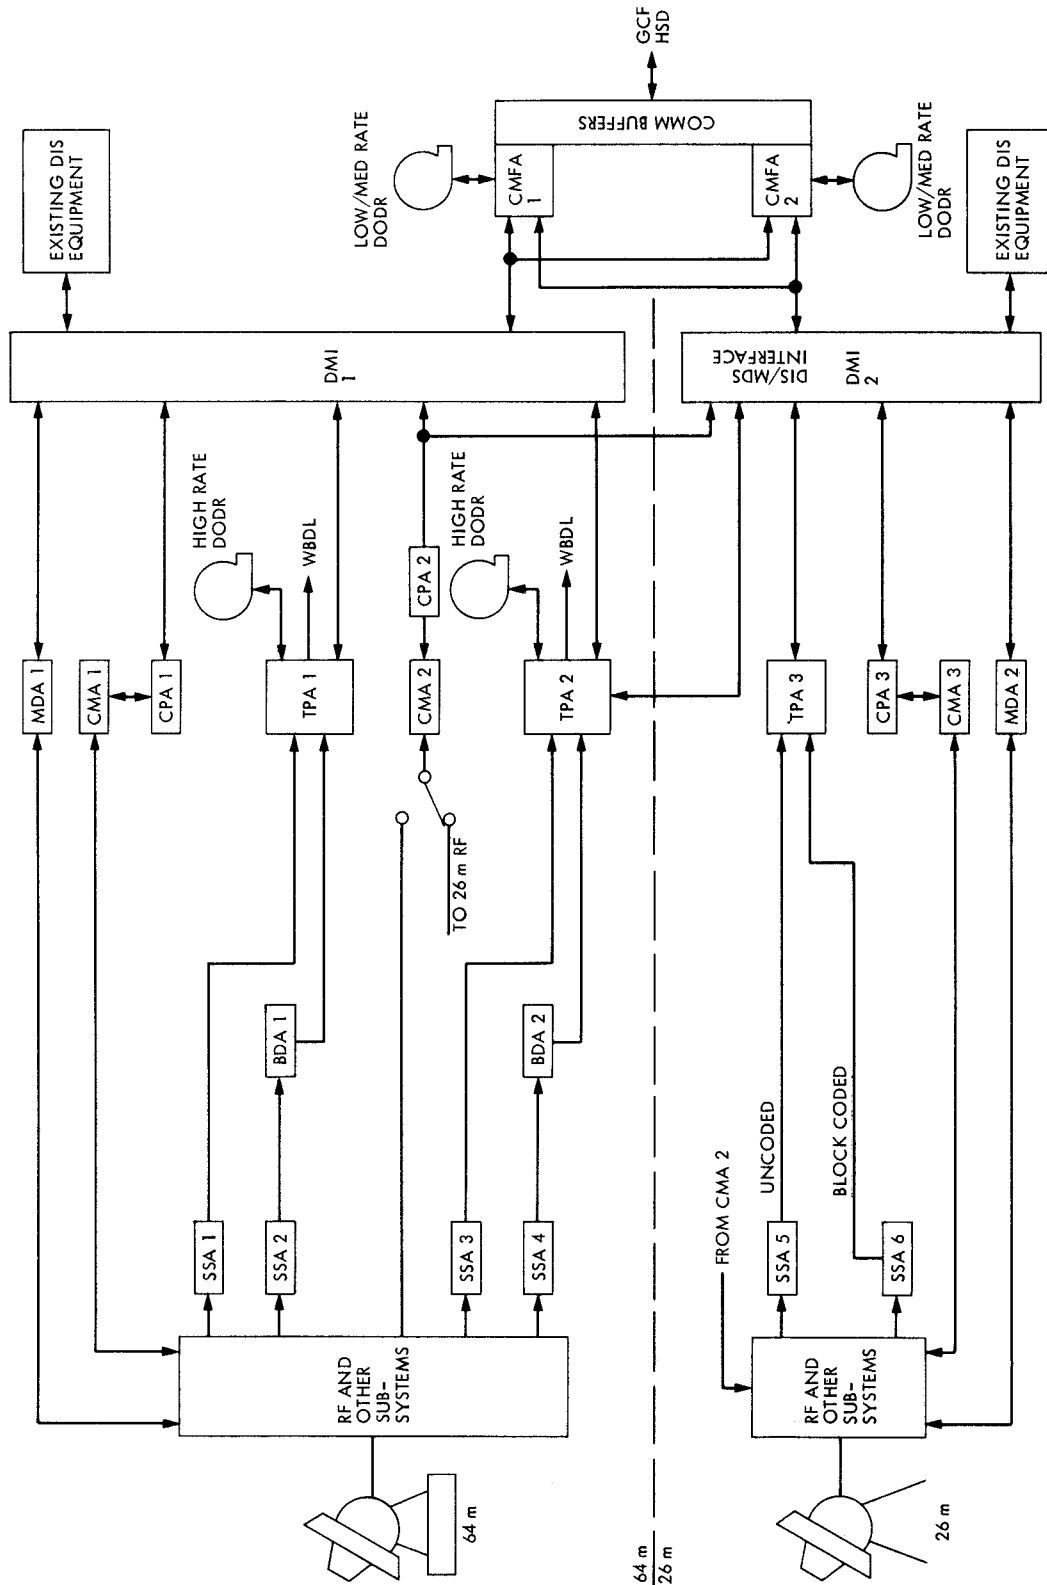 EXISTING DIS
EQUIPMENT
LOW/MED RATE
DODR
GCF
HSD
COMM BUFFERS
CMFA
1
CMFA
2
LOW/MED RATE
DODR
EXISTING DIS
EQUIPMENT
DMI
1
DIS/MDS
INTERFACE
DMI
2
HIGH RATE
DODR
WBDL
CPA 2
HIGH RATE
DODR
WBDL
MDA 1
CMA 1
CPA 1
TPA 1
CMA 2
TPA 2
TPA 3
CPA 3
CMA 3
MDA 2
TO 26 m RF
BDA 1
BDA 2
UNCODED
BLOCK CODED
SSA 1
SSA 2
SSA 3
SSA 4
FROM CMA 2
SSA 5
SSA 6
RF AND
OTHER
SUB-
SYSTEMS
RF AND
OTHER
SUB-
SYSTEMS
64 m
64 m
26 m
26 m